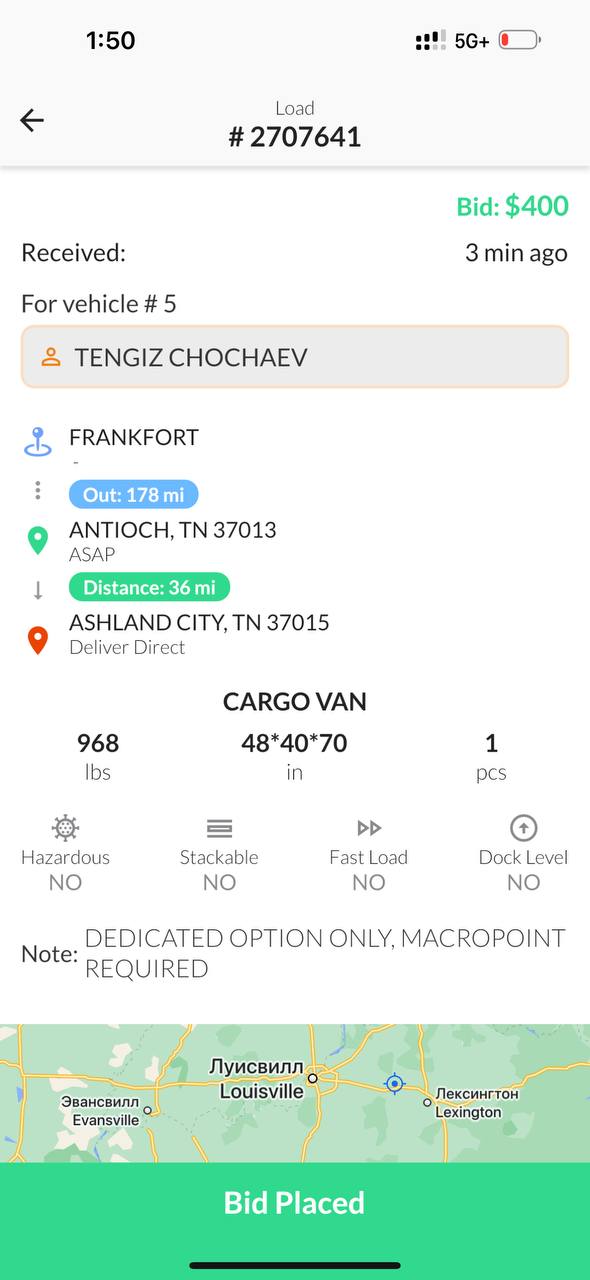 1:50
5G+
Load
# 2707641
Bid: $400
Received:
3 min ago
For vehicle # 5
TENGIZ CHOCHAEV
FRANKFORT
-
Out: 178 mi
ANTIOCH, TN 37013
ASAP
Distance: 36 mi
ASHLAND CITY, TN 37015
Deliver Direct
CARGO VAN
968
48*40*70
1
lbs
in
pcs
Hazardous
Stackable
Fast Load
Dock Level
NO
NO
NO
NO
Note:
DEDICATED OPTION ONLY, MACROPOINT
REQUIRED
Луисвилл
Louisville
Эвансвилл
Evansville
Лексингтон
Lexington
Bid Placed